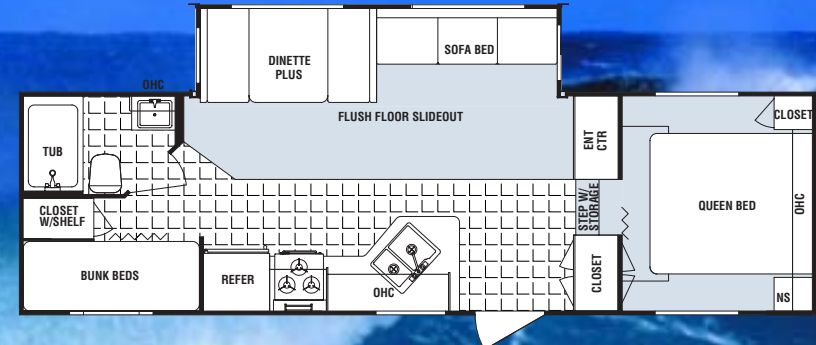 DINETTE
PLUS
SOFA BED
OHC
FLUSH FLOOR SLIDEOUT
CLOSET
TUB
ENT
CTR
QUEEN BED
OHC
STEP W/
STORAGE
CLOSET
W/SHELF
BUNK BEDS
REFER
OHC
CLOSET
NS